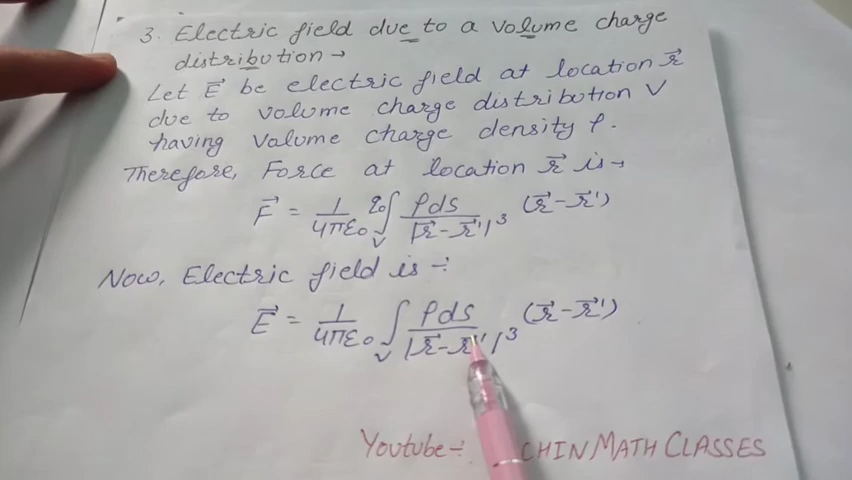 3. Electric field due to a volume charge
distribution →
Let E⃗ be electric field at location r⃗
due to volume charge distribution V
having volume charge density ρ.
Therefore, Force at location r⃗ is →
F⃗ = 1/4πε₀ q₀ ∫_V ρds/|r⃗-r⃗'|³ (r⃗-r⃗')
Now, Electric field is :-
E⃗ = 1/4πε₀ ∫_V ρds/|r⃗-r⃗'|³ (r⃗-r⃗')
Youtube:- CHIN MATH CLASSES